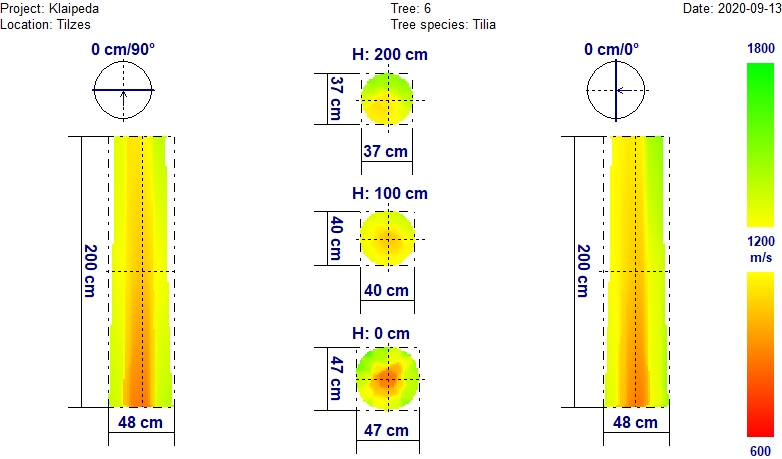 Project: Klaipeda
Tree: 6
Date: 2020-09-13
Location: Tilzes
Tree species: Tilia
0 cm/90°
H: 200 cm
0 cm/0°
1800
37 cm
37 cm
H: 100 cm
40 cm
40 cm
200 cm
200 cm
1200
m/s
H: 0 cm
47 cm
47 cm
48 cm
48 cm
600